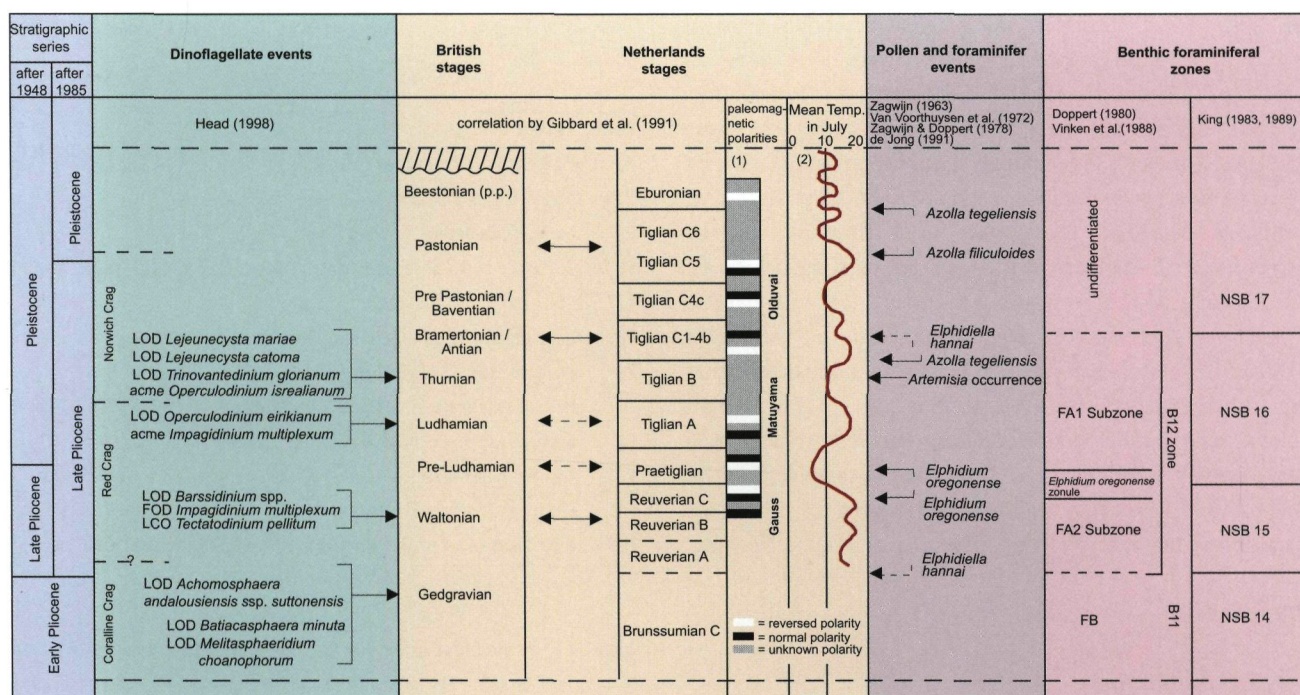 Stratigraphic
series
after
1948
after
1985
Dinoflagellate events
British
stages
Netherlands
stages
Pollen and foraminifer
events
Benthic foraminiferal
zones
Head (1998)
correlation by Gibbard et al. (1991)
paleomag-
netic
polarities
(1)
Mean Temp.
in July
0 10 20
(2)
Zagwijn (1963)
Van Voorthuysen et al. (1972)
Zagwijn & Doppert (1978)
de Jong (1991)
Doppert (1980)
Vinken et al.(1988)
King (1983, 1989)
Pleistocene
Late Pliocene
Early Pliocene
Pleistocene
Late Pliocene
Norwich Crag
Red Crag
?
Coralline Crag
LOD Lejeunecysta mariae
LOD Lejeunecysta catoma
LOD Trinovantedinium glorianum
acme Operculodinium isrealianum
LOD Operculodinium eirikianum
acme Impagidinium multiplexum
LOD Barssidinium spp.
FOD Impagidinium multiplexum
LCO Tectatodinium pellitum
LOD Achomosphaera
andalousiensis ssp. suttonensis
LOD Batiacasphaera minuta
LOD Melitasphaeridium
choanophorum
Beestonian (p.p.)
Pastonian
Pre Pastonian /
Baventian
Bramertonian /
Antian
Thurnian
Ludhamian
Pre-Ludhamian
Waltonian
Gedgravian
Eburonian
Tiglian C6
Tiglian C5
Tiglian C4c
Tiglian C1-4b
Tiglian B
Tiglian A
Praetiglian
Reuverian C
Reuverian B
Reuverian A
Brunssumian C
Olduvai
Matuyama
Gauss
= reversed polarity
= normal polarity
= unknown polarity
Azolla tegeliensis
Azolla filiculoides
Elphidiella
hannai
Azolla tegeliensis
Artemisia occurrence
Elphidium
oregonense
Elphidium
oregonense
Elphidiella
hannai
undifferentiated
FA1 Subzone
Elphidium oregonense
zonule
FA2 Subzone
FB
B12 zone
B11
NSB 17
NSB 16
NSB 15
NSB 14